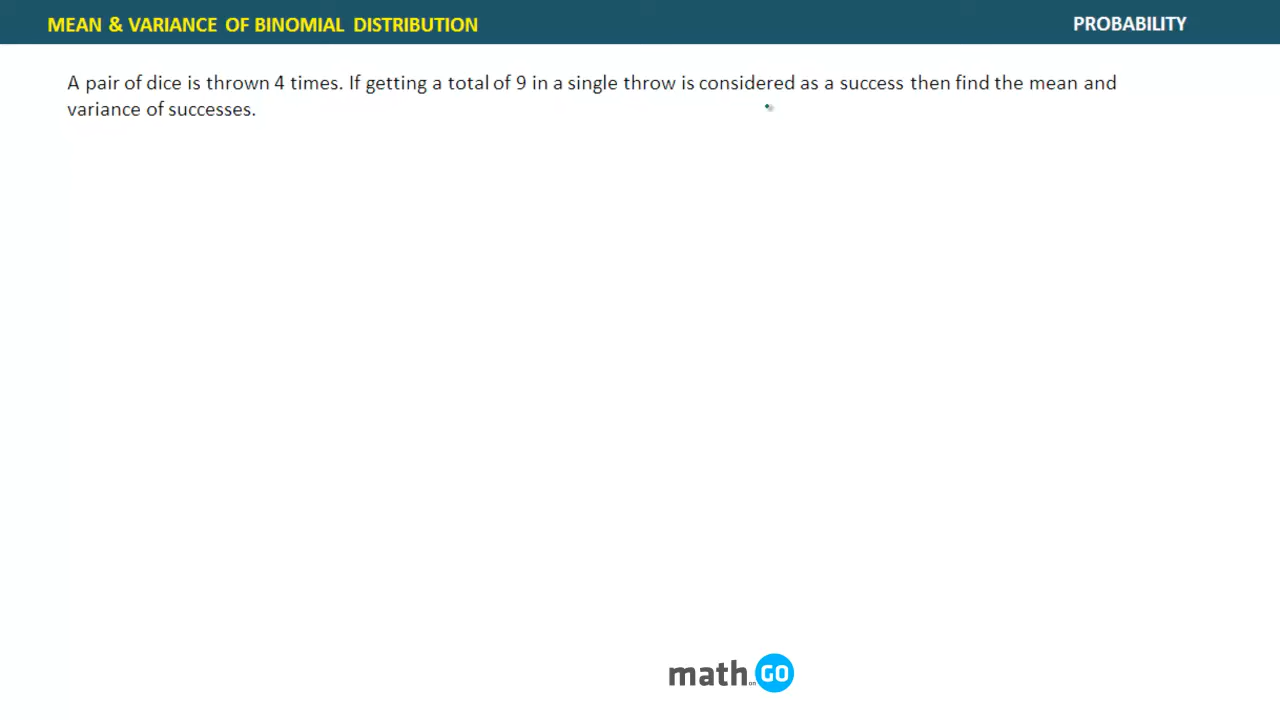 MEAN & VARIANCE OF BINOMIAL DISTRIBUTION
PROBABILITY
A pair of dice is thrown 4 times. If getting a total of 9 in a single throw is considered as a success then find the mean and
variance of successes.
math on GO